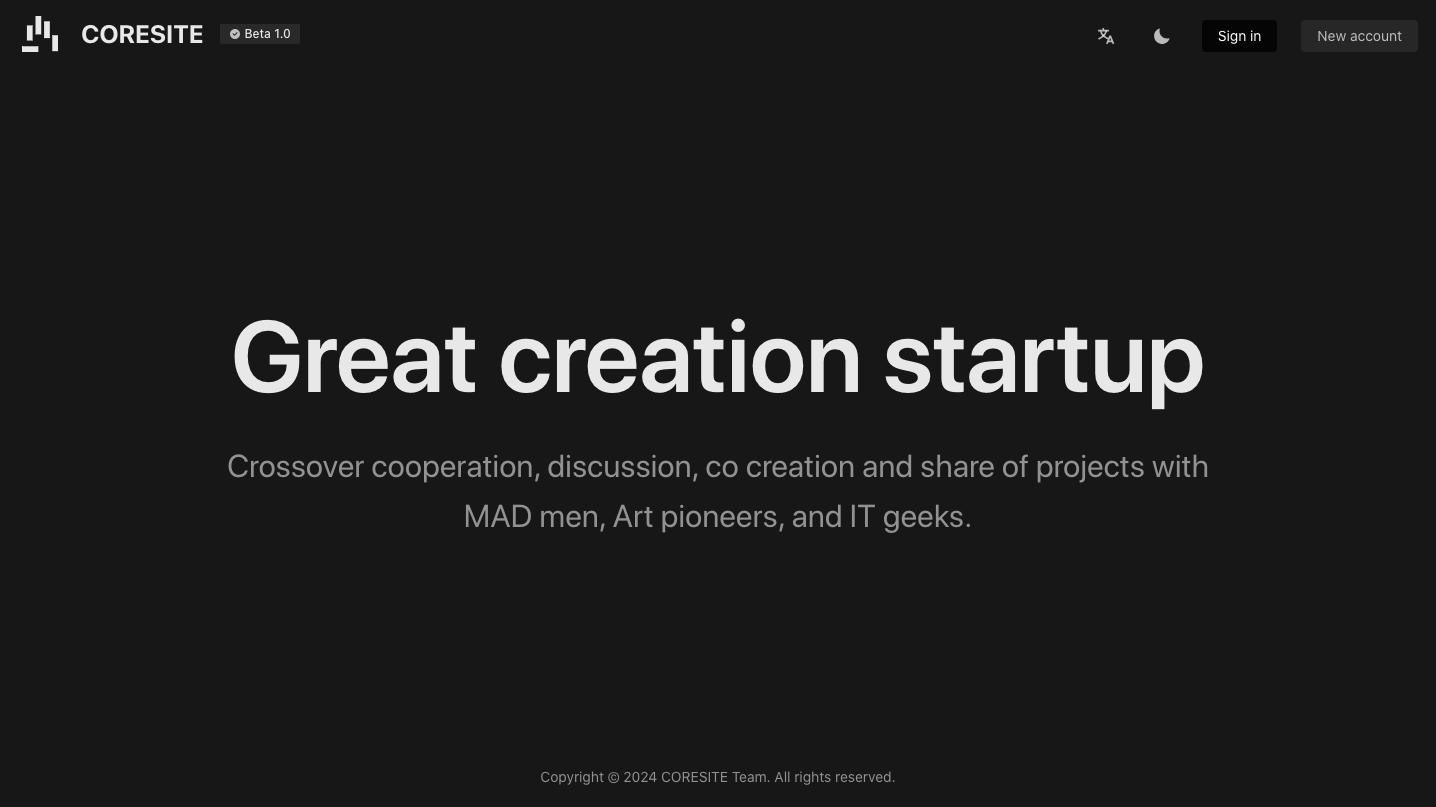 CORESITE
Beta 1.0
Sign in
New account
Great creation startup
Crossover cooperation, discussion, co creation and share of projects with
MAD men, Art pioneers, and IT geeks.
Copyright © 2024 CORESITE Team. All rights reserved.